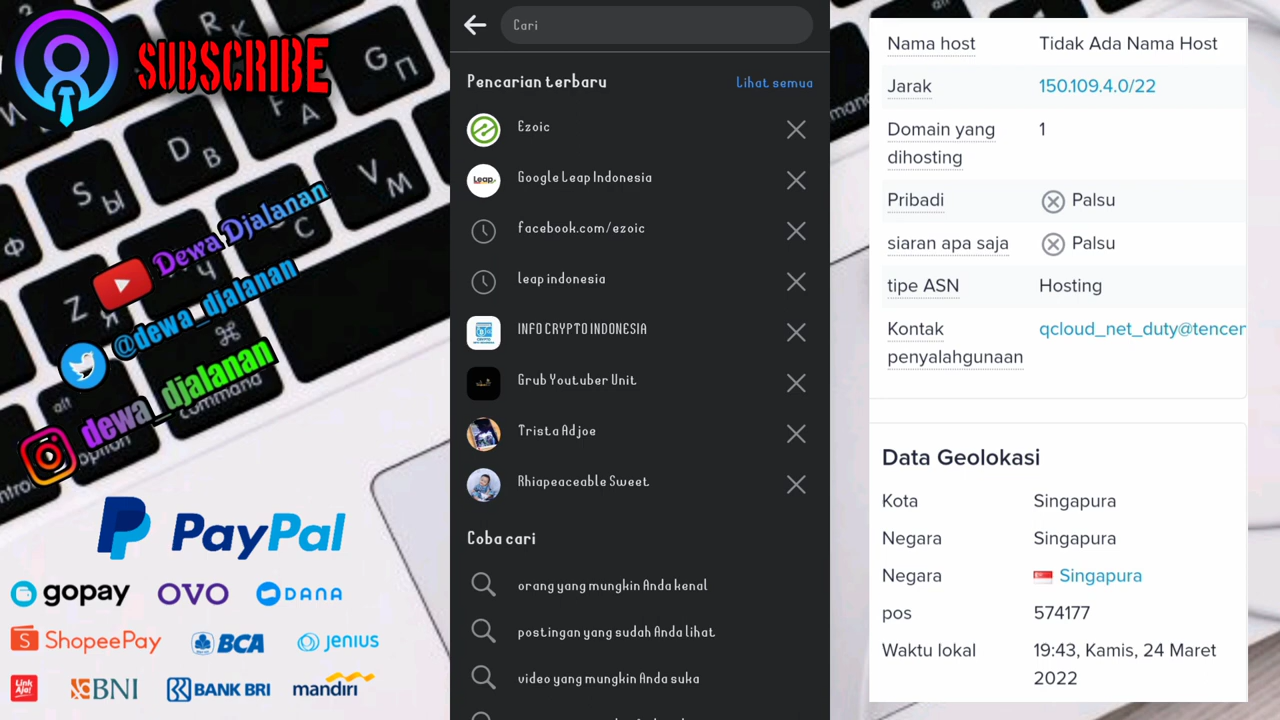 SUBSCRIBE
Dewa Djalanan
@dewa_djalanan
dewa_djalanan
PayPal
gopay
OVO
DANA
ShopeePay
BCA
jenius
Link
Aja!
BNI
BANK BRI
mandiri
Cari
Pencarian terbaru
Lihat semua
Ezoic
Google Leap Indonesia
facebook.com/ezoic
leap indonesia
INFO CRYPTO INDONESIA
Grub Youtuber Unit
Trista Adjoe
Rhiapeaceable Sweet
Coba cari
orang yang mungkin Anda kenal
postingan yang sudah Anda lihat
video yang mungkin Anda suka
Nama host Tidak Ada Nama Host
Jarak 150.109.4.0/22
Domain yang 1
dihosting
Pribadi Palsu
siaran apa saja Palsu
tipe ASN Hosting
Kontak qcloud_net_duty@tencen
penyalahgunaan
Data Geolokasi
Kota Singapura
Negara Singapura
Negara Singapura
pos 574177
Waktu lokal 19:43, Kamis, 24 Maret
2022